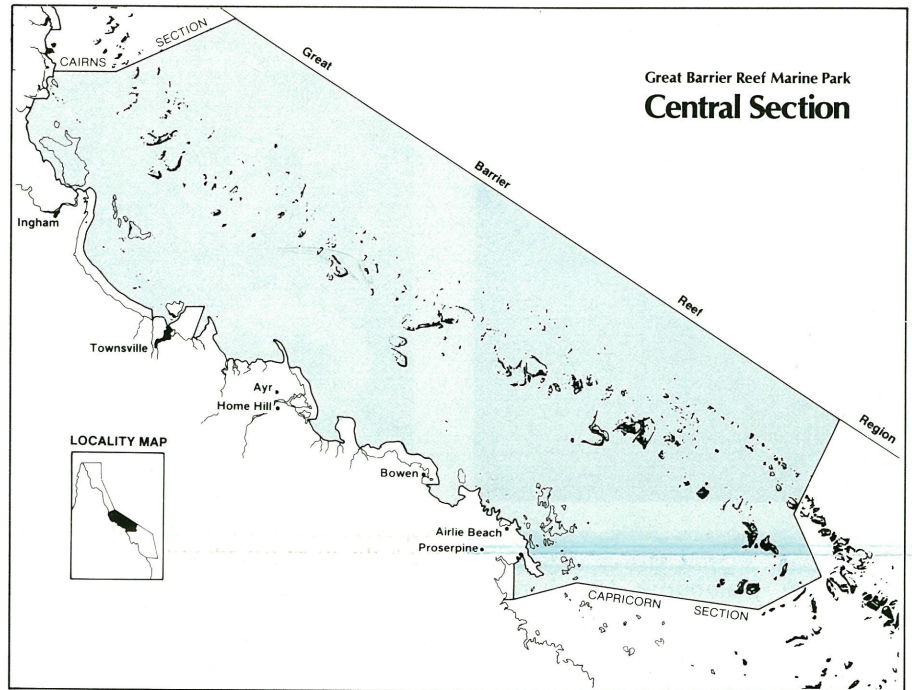 Great Barrier Reef Marine Park
Central Section
CAIRNS SECTION
Great Barrier Reef Region
Ingham
Townsville
Ayr
Home Hill
LOCALITY MAP
Bowen
Airlie Beach
Proserpine
CAPRICORN SECTION